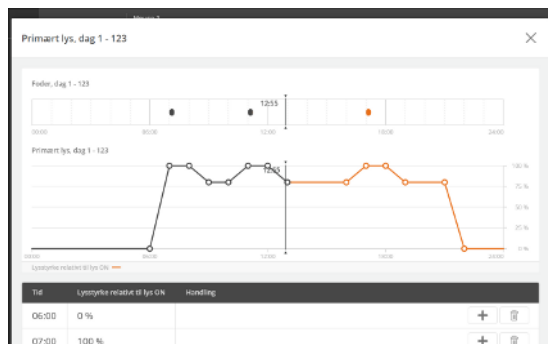 Primært lys, dag 1 - 123
Foder, dag 1 - 123
12:55
00:00 06:00 12:00 18:00 24:00
Primært lys, dag 1 - 123
100 %
12:55
75 %
50 %
25 %
0 %
00:00 06:00 12:00 18:00 24:00
Lysstyrke relativt til lys ON
Tid Lysstyrke relativt til lys ON Handling
06:00 0 %
07:00 100 %